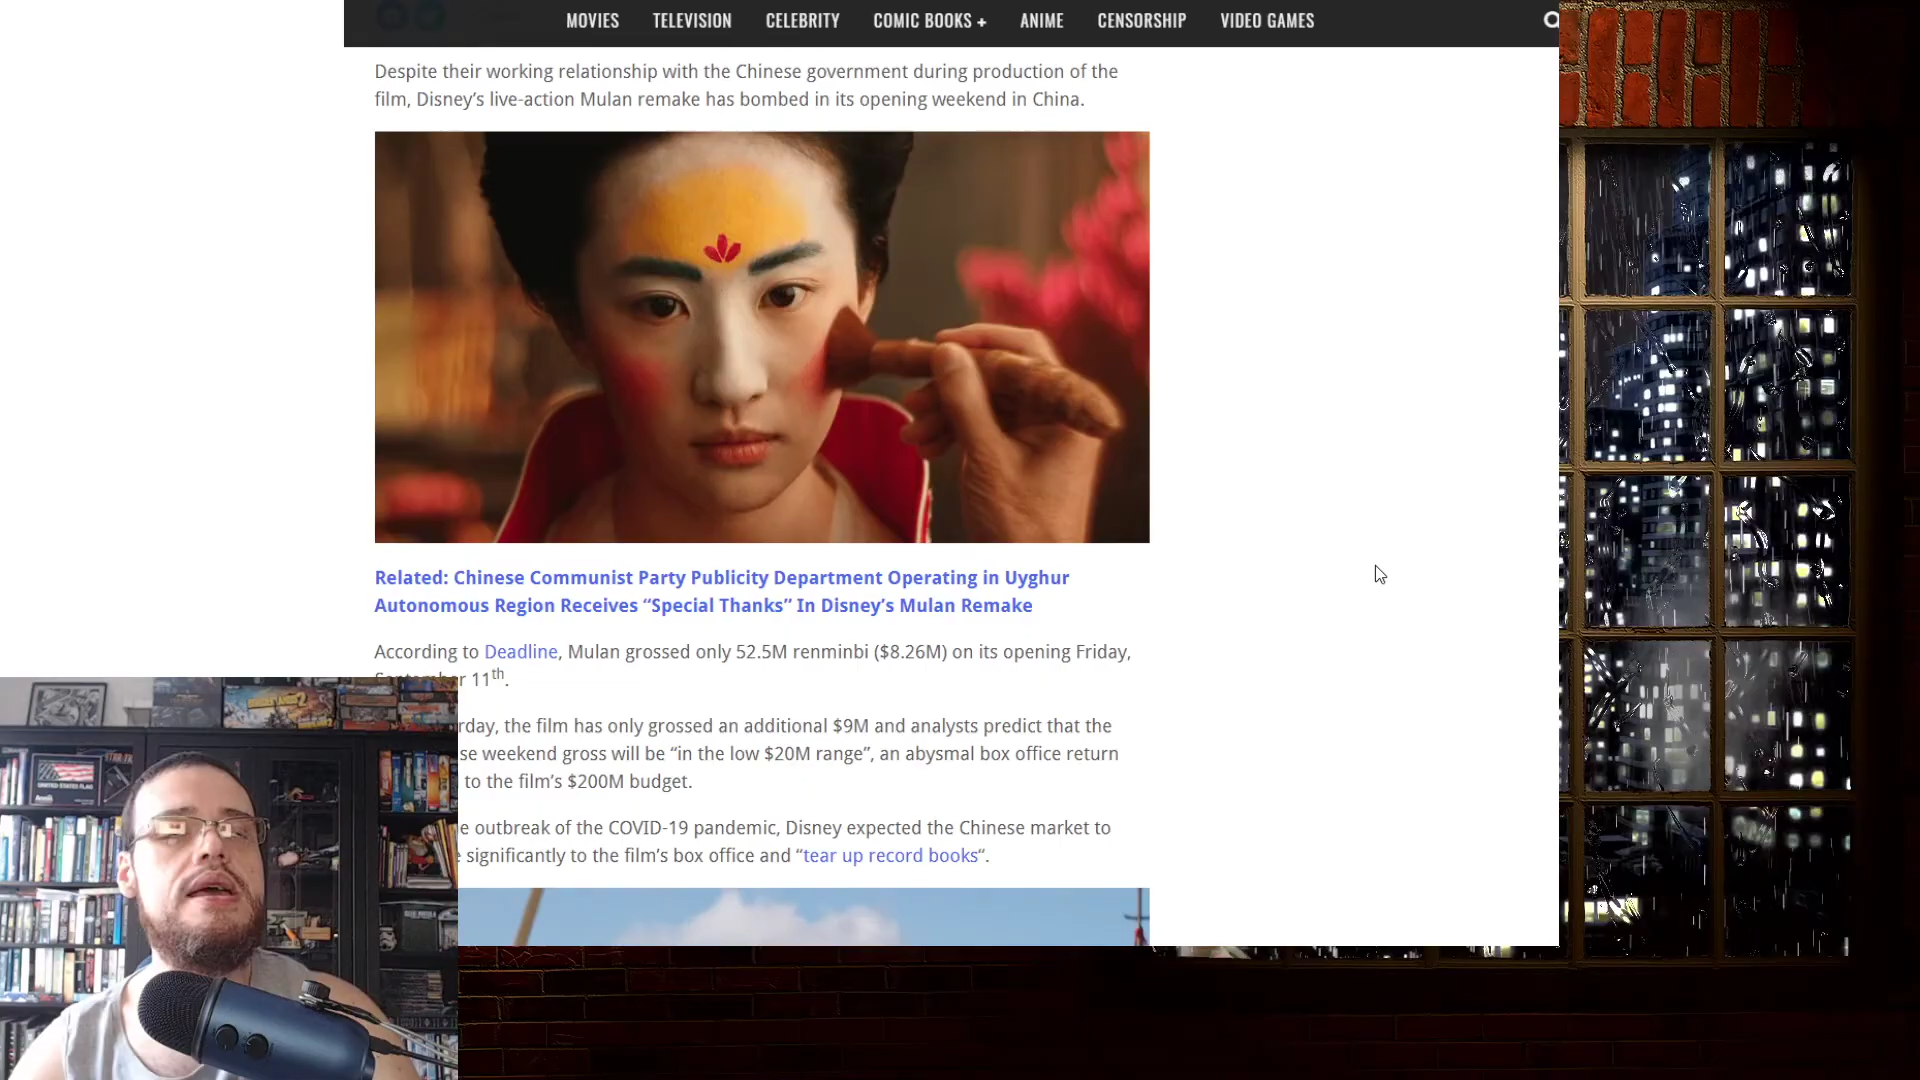 MOVIES TELEVISION CELEBRITY COMIC BOOKS + ANIME CENSORSHIP VIDEO GAMES
Despite their working relationship with the Chinese government during production of the
film, Disney’s live-action Mulan remake has bombed in its opening weekend in China.
Related: Chinese Communist Party Publicity Department Operating in Uyghur
Autonomous Region Receives “Special Thanks” In Disney’s Mulan Remake
According to Deadline, Mulan grossed only 52.5M renminbi ($8.26M) on its opening Friday,
11th.
rday, the film has only grossed an additional $9M and analysts predict that the
se weekend gross will be “in the low $20M range”, an abysmal box office return
to the film’s $200M budget.
e outbreak of the COVID-19 pandemic, Disney expected the Chinese market to
significantly to the film’s box office and “tear up record books“.
UNITED STATES FLAG